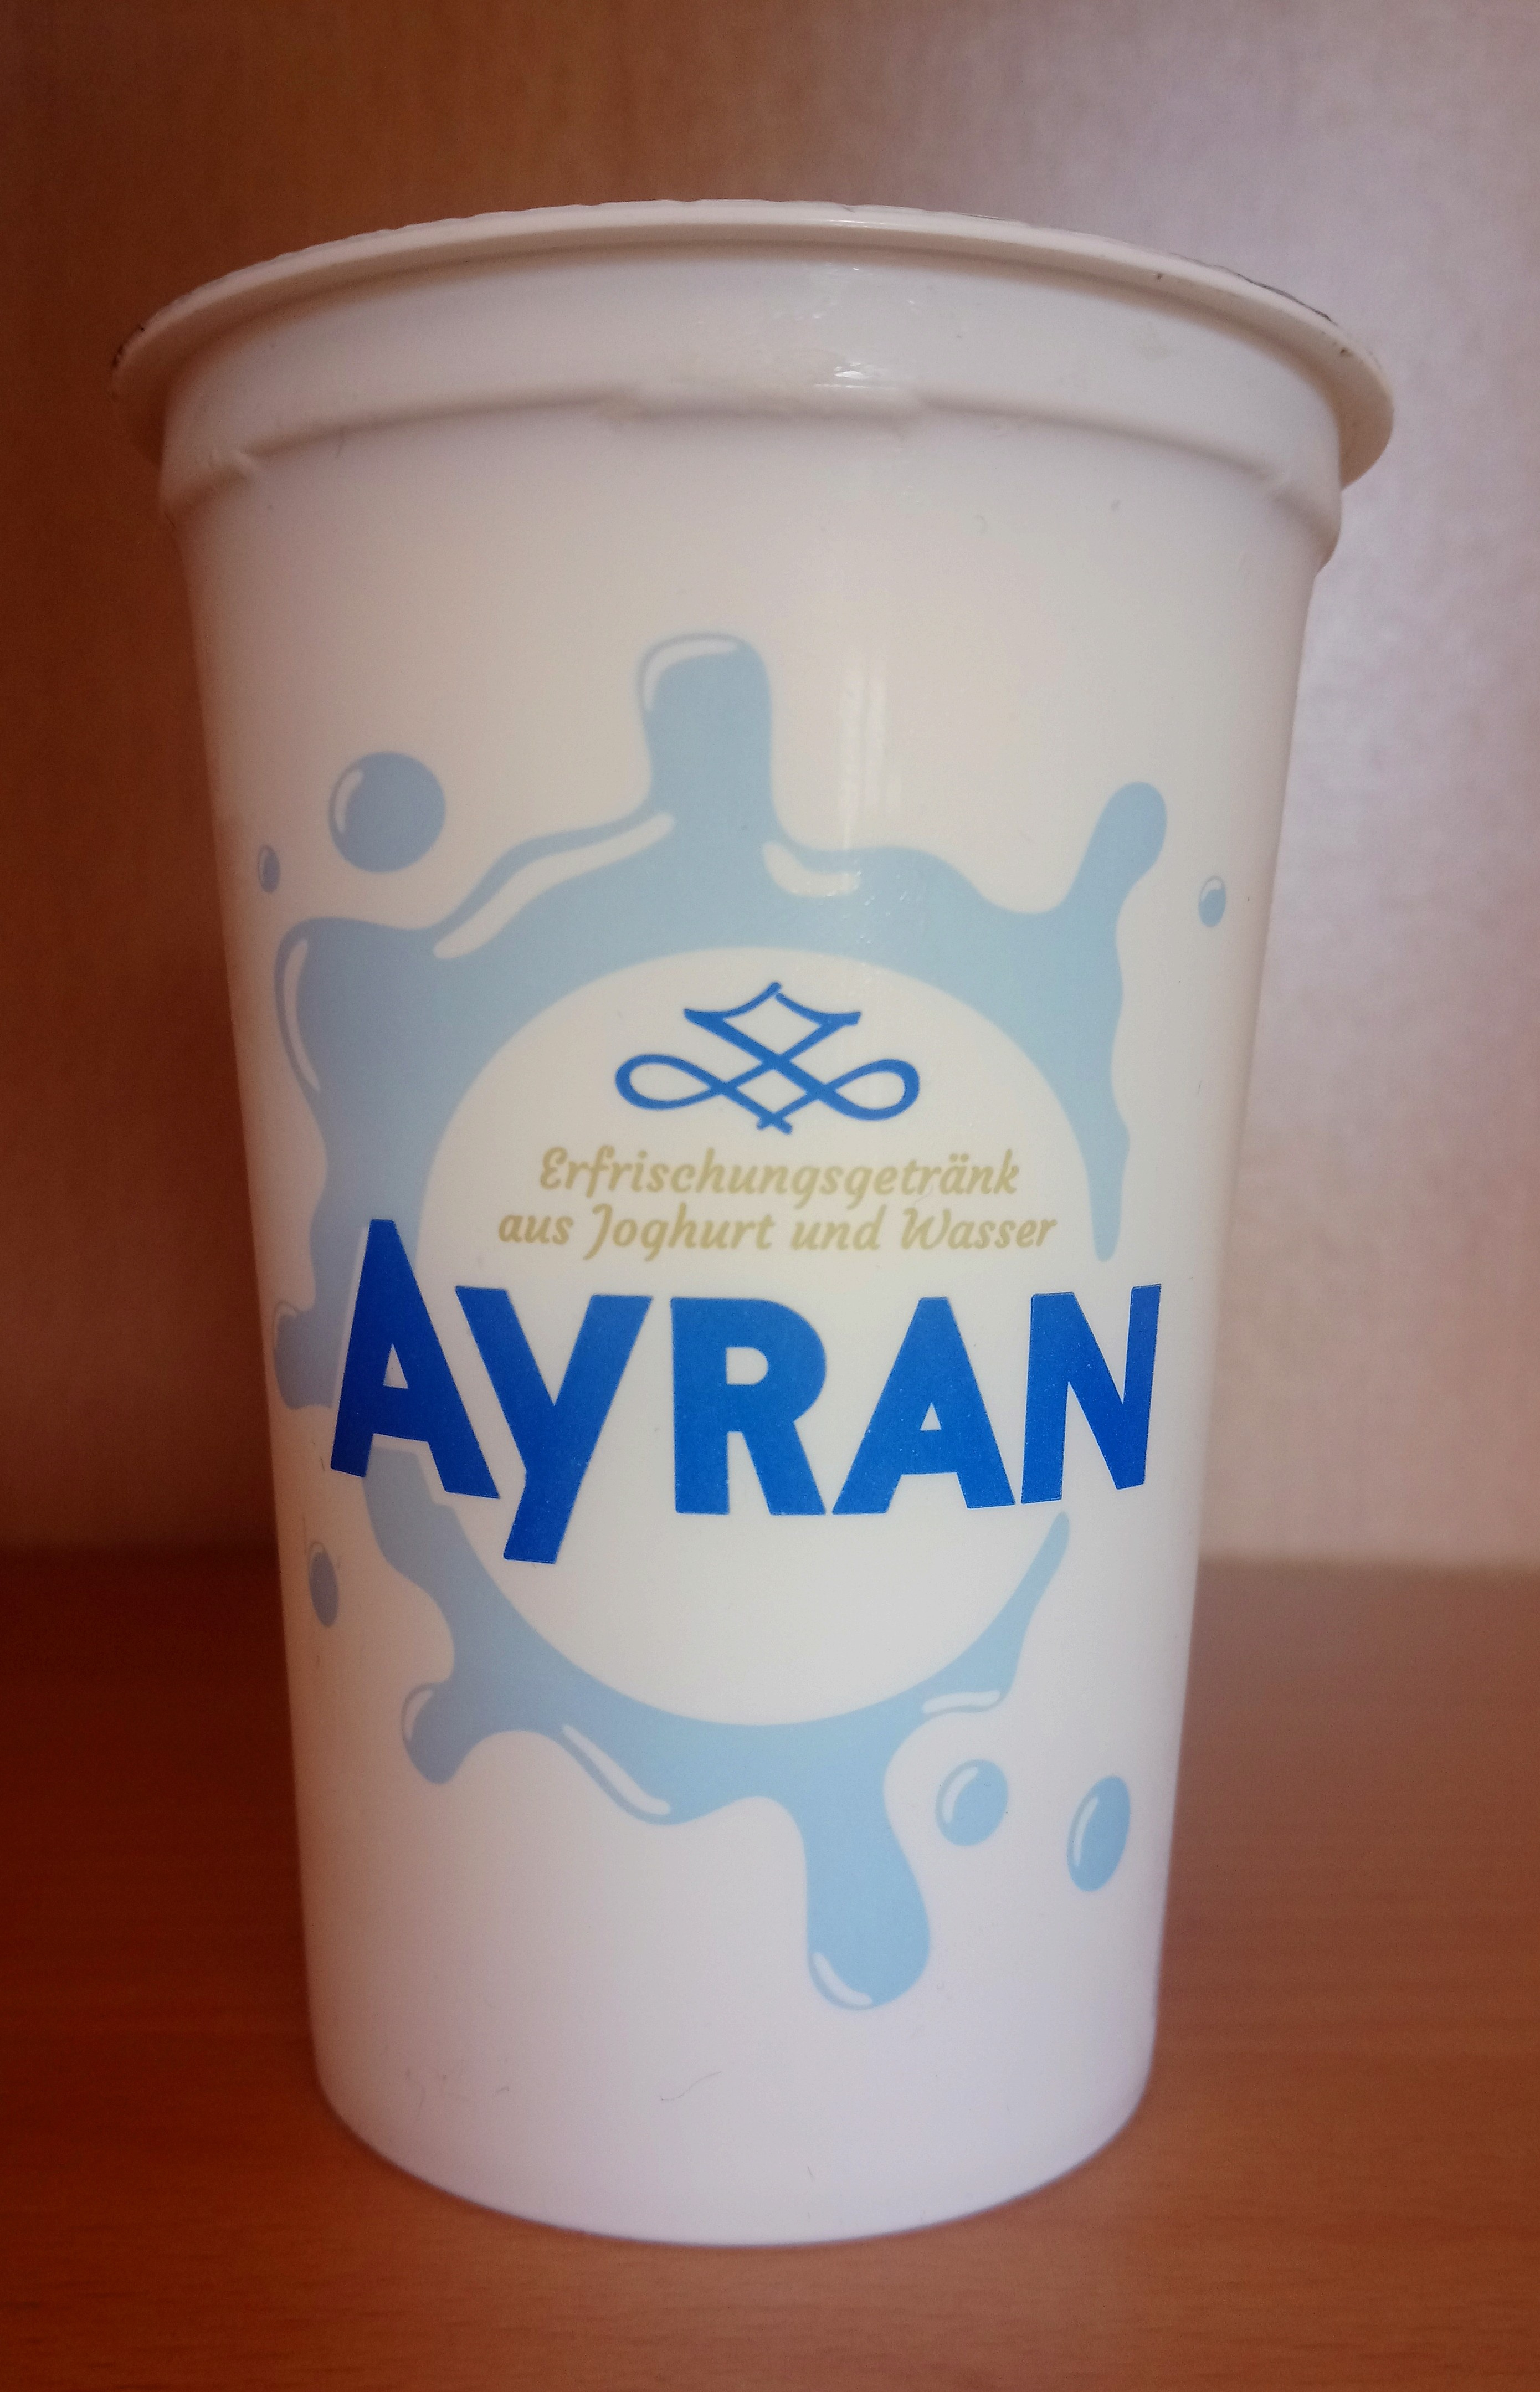 Erfrischungsgetränk
aus Joghurt und Wasser
AyRAN